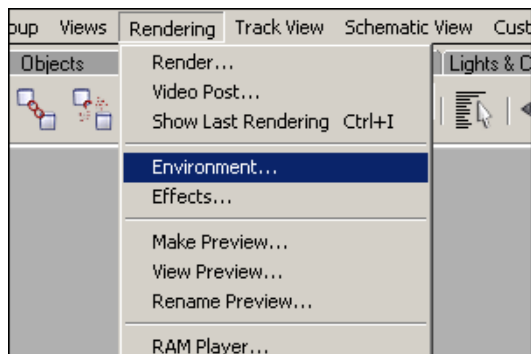 oup Views Rendering Track View Schematic View Cust
Objects Lights & C
Render...
Video Post...
Show Last Rendering Ctrl+I
Environment...
Effects...
Make Preview...
View Preview...
Rename Preview...
RAM Player...